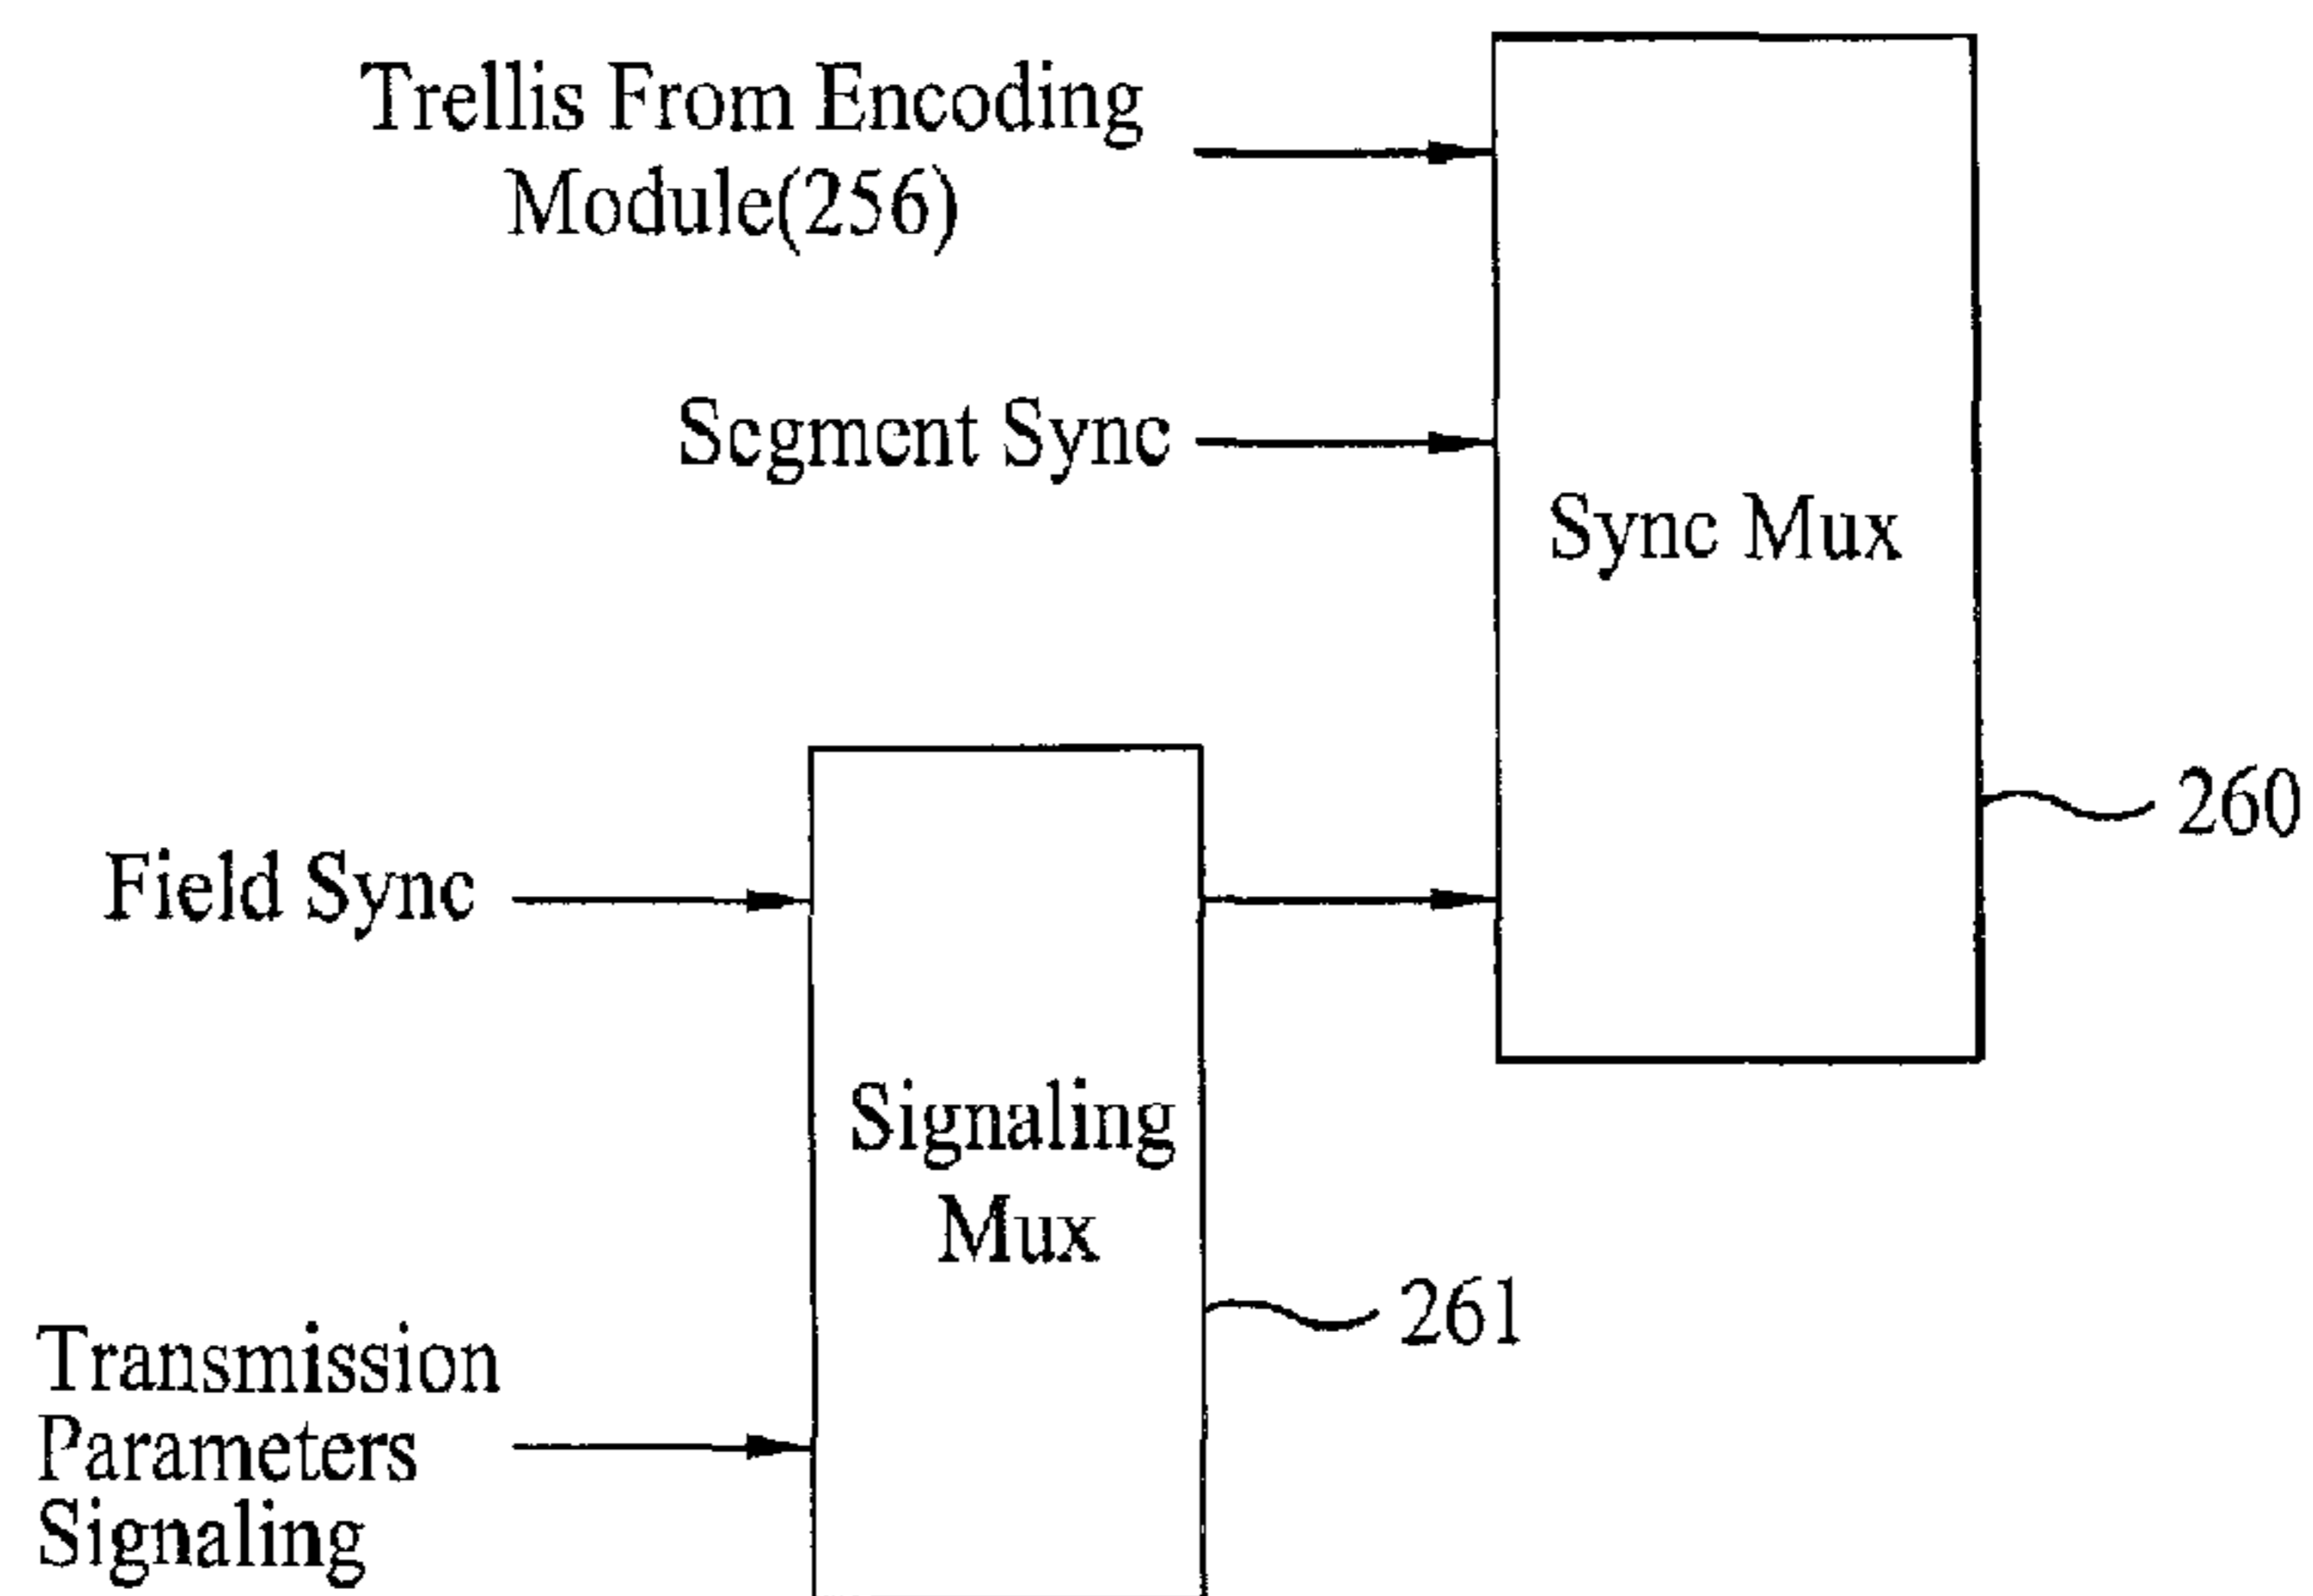 Trellis From Encoding
Module(256)
Segment Sync
Sync Mux
260
Field Sync
Signaling
Mux
261
Transmission
Parameters
Signaling